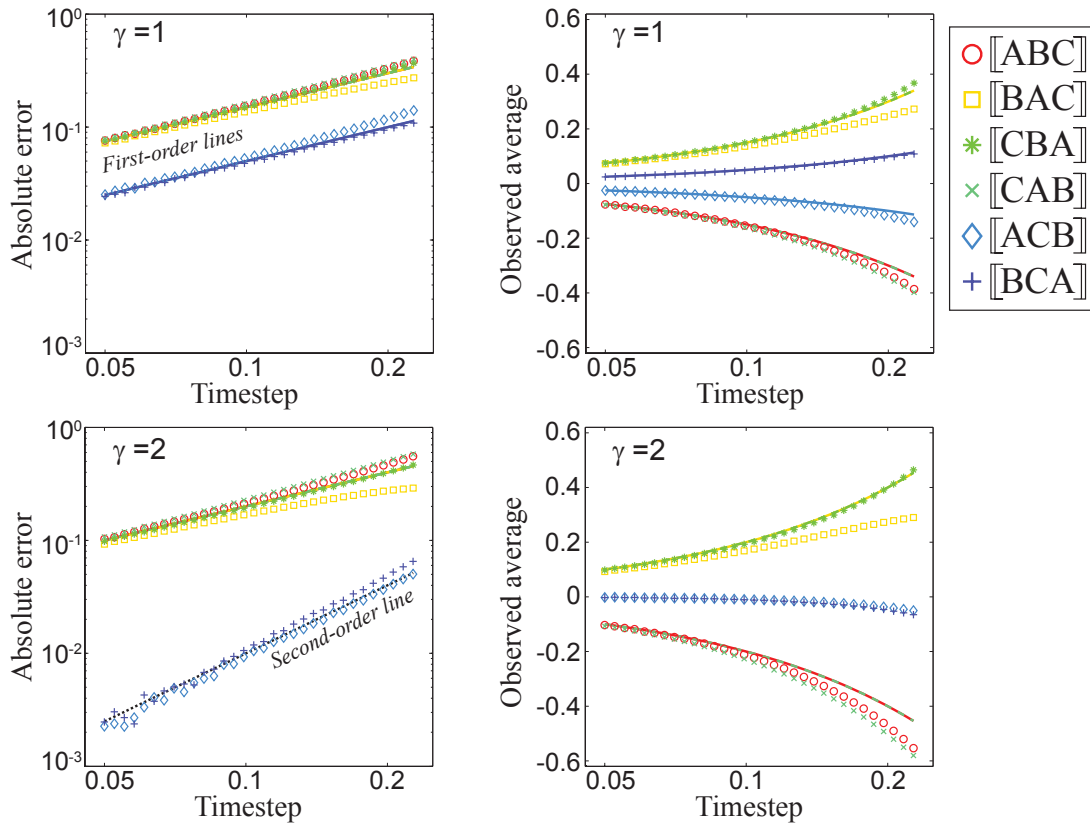 γ =1
Absolute error
10⁰
10⁻¹
10⁻²
10⁻³
First-order lines
0.05
0.1
0.2
Timestep
γ =1
Observed average
0.4
0.2
0
-0.2
-0.4
-0.6
0.05
0.1
0.2
Timestep
⟦ABC⟧
⟦BAC⟧
⟦CBA⟧
⟦CAB⟧
⟦ACB⟧
⟦BCA⟧
γ =2
Absolute error
10⁰
10⁻¹
10⁻²
10⁻³
Second-order line
0.05
0.1
0.2
Timestep
γ =2
Observed average
0.4
0.2
0
-0.2
-0.4
-0.6
0.05
0.1
0.2
Timestep